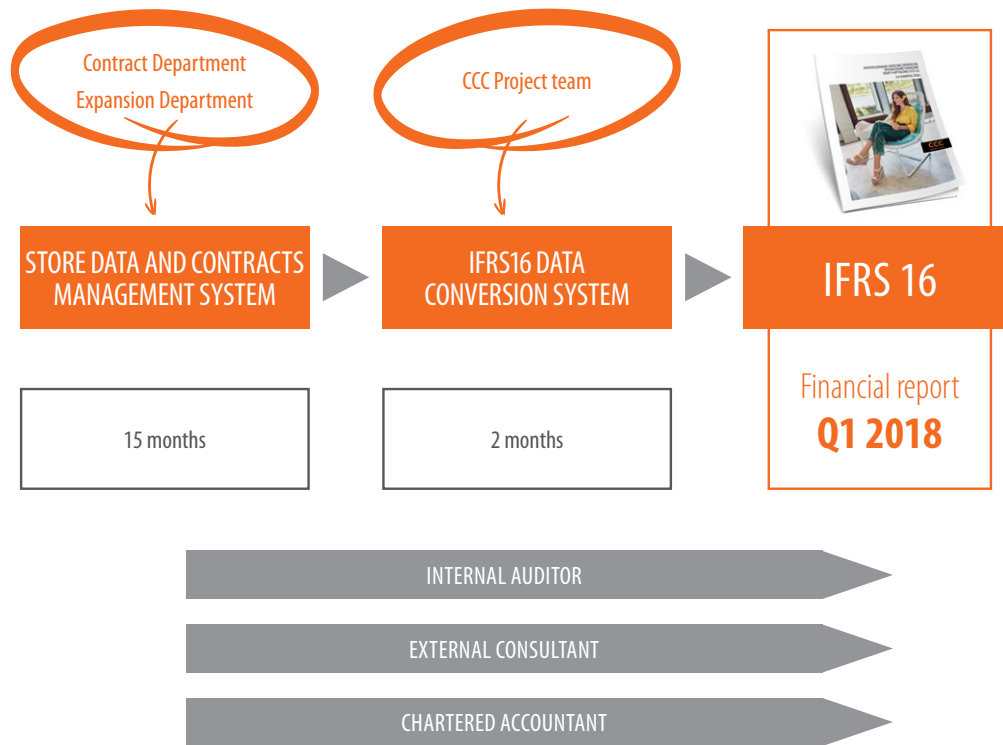 Contract Department
Expansion Department
CCC Project team
CCC
STORE DATA AND CONTRACTS
MANAGEMENT SYSTEM
IFRS16 DATA
CONVERSION SYSTEM
IFRS 16
15 months
2 months
Financial report
Q1 2018
INTERNAL AUDITOR
EXTERNAL CONSULTANT
CHARTERED ACCOUNTANT